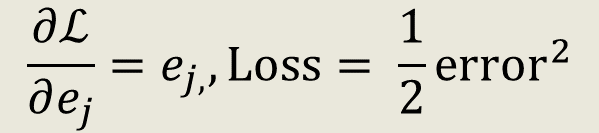 ∂ℒ/∂e_j = e_j,, Loss = 1/2 error²